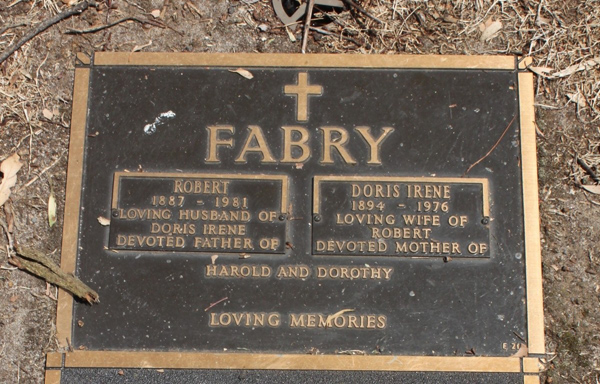 FABRY
ROBERT
1887 - 1981
LOVING HUSBAND OF
DORIS IRENE
DEVOTED FATHER OF
DORIS IRENE
1894 - 1976
LOVING WIFE OF
ROBERT
DEVOTED MOTHER OF
HAROLD AND DOROTHY
LOVING MEMORIES